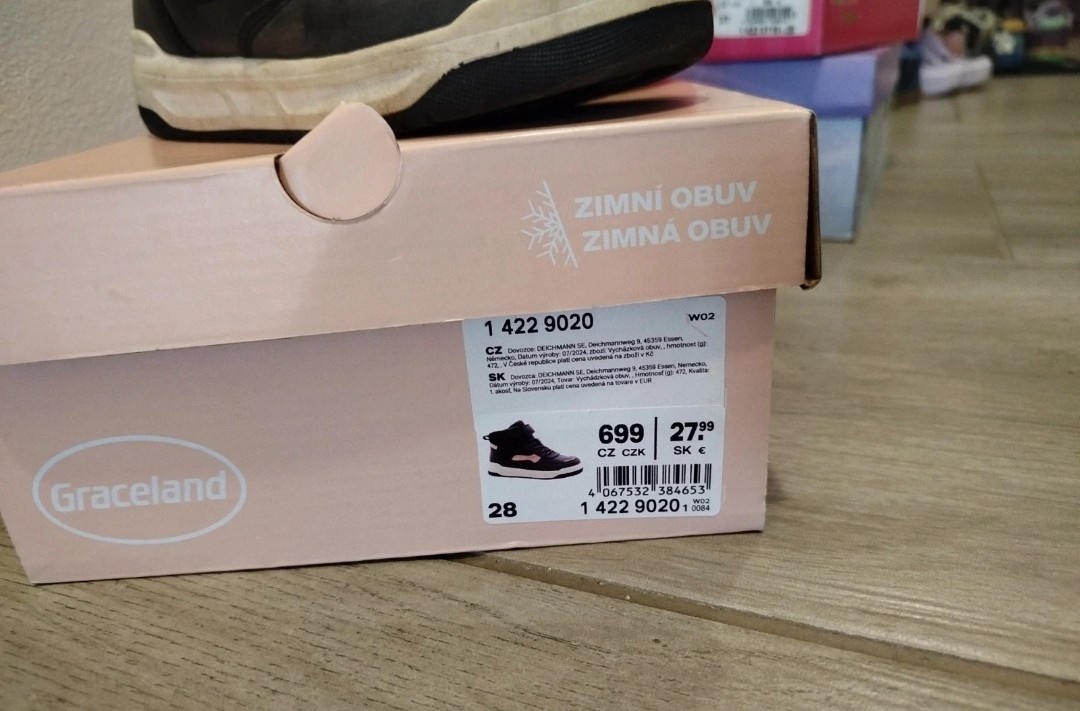 ZIMNÍ OBUV
ZIMNÁ OBUV
1 422 9020
W02
CZ Dovozce: DEICHMANN SE, Deichmannweg 9, 45359 Essen,
Německo, Datum výroby: 07/2024, zboží: Vycházková obuv, , hmotnost (g):
472, , V České republice platí cena uvedená na zboží v Kč
SK Dovozca: DEICHMANN SE, Deichmannweg 9, 45359 Essen, Nemecko,
Dátum výroby: 07/2024, Tovar: Vychádzková obuv, , Hmotnosť (g): 472, Kvalita:
1. akosť, Na Slovensku platí cena uvedená na tovare v EUR
699
CZ CZK
27.99
SK €
4 067532 384653
28
1 422 9020 1
W02
0084
Graceland